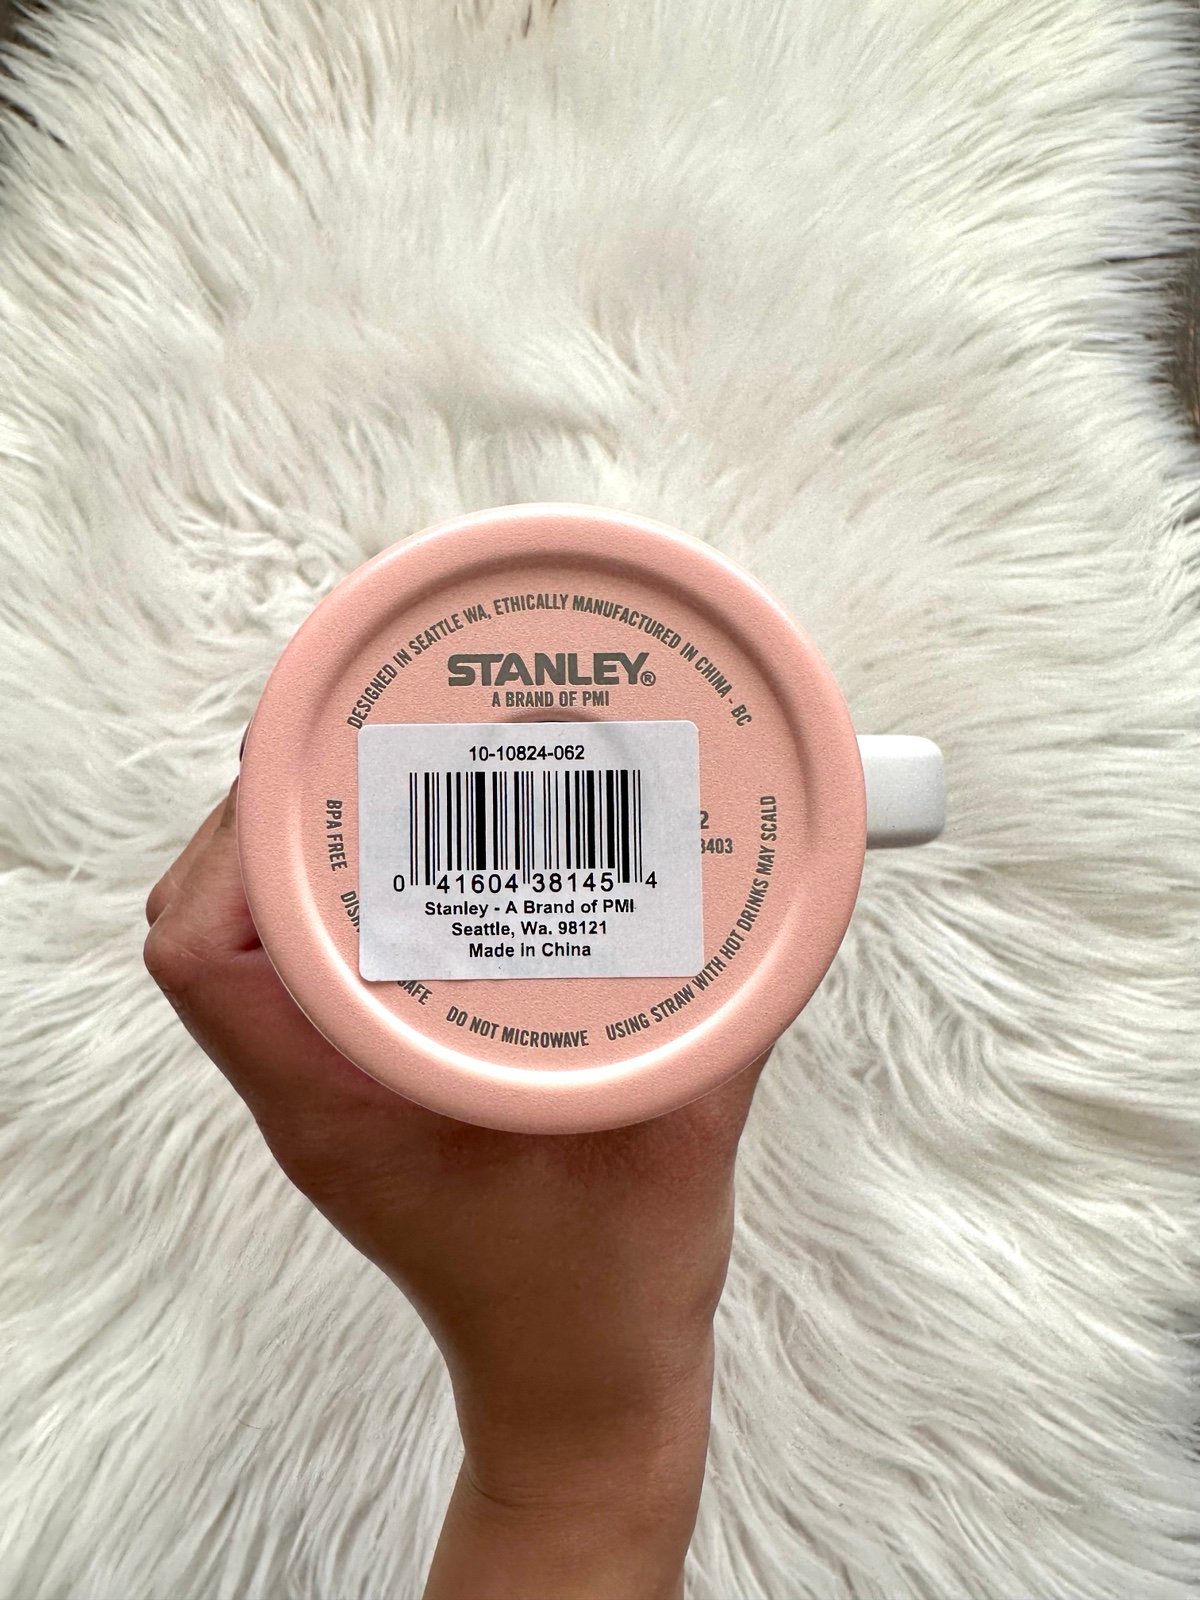 DESIGNED IN SEATTLE WA, ETHICALLY MANUFACTURED IN CHINA - BC
STANLEY®
A BRAND OF PMI
10-10824-062
0 41604 38145 4
Stanley - A Brand of PMI
Seattle, Wa. 98121
Made in China
2
3403
BPA FREE
DO NOT MICROWAVE
USING STRAW WITH HOT DRINKS MAY SCALD